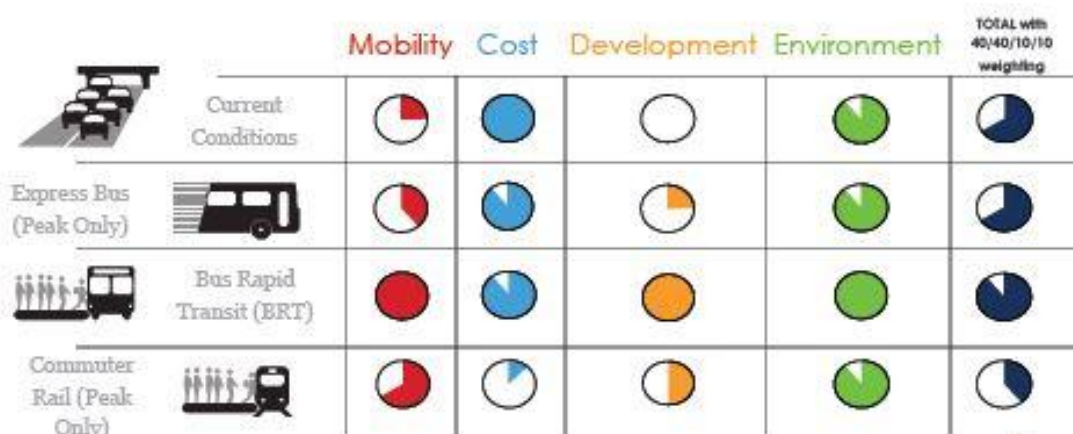 Mobility Cost Development Environment
TOTAL with
40/40/10/10
weighting
Current
Conditions
Express Bus
(Peak Only)
Bus Rapid
Transit (BRT)
Commuter
Rail (Peak
Only)